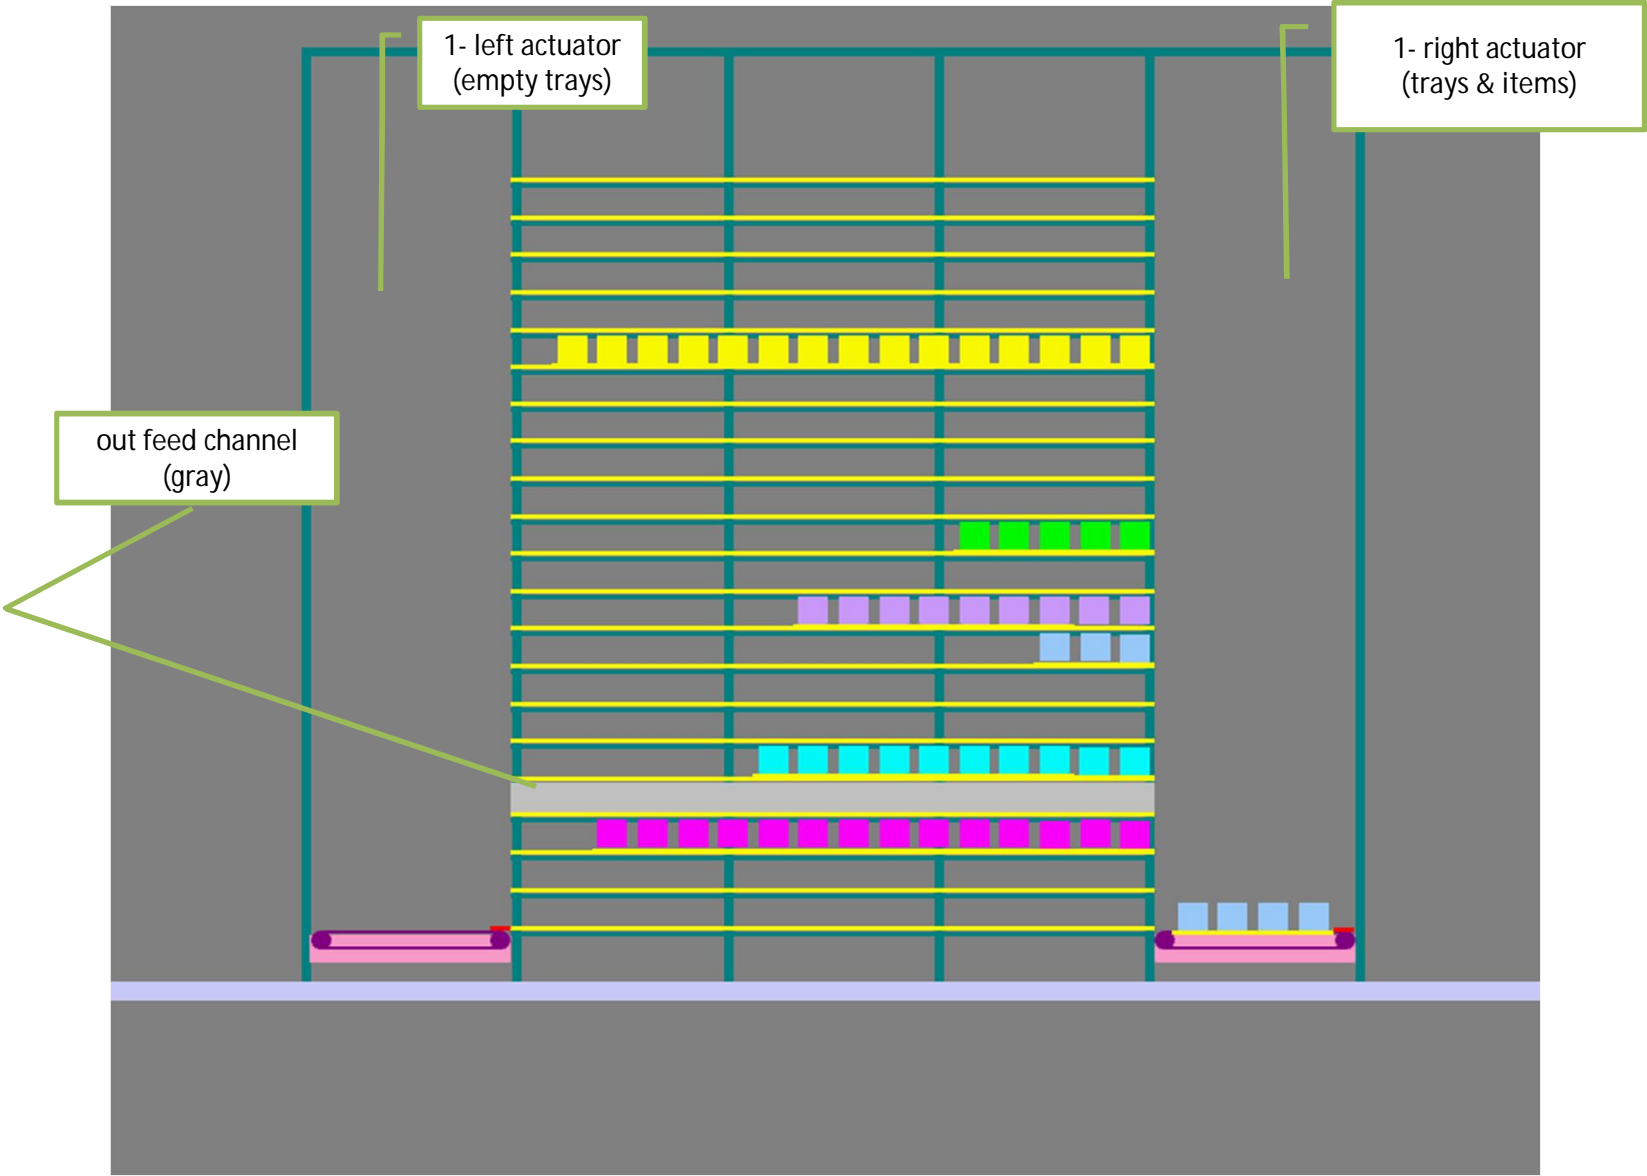 1- left actuator
(empty trays)
1- right actuator
(trays & items)
out feed channel
(gray)